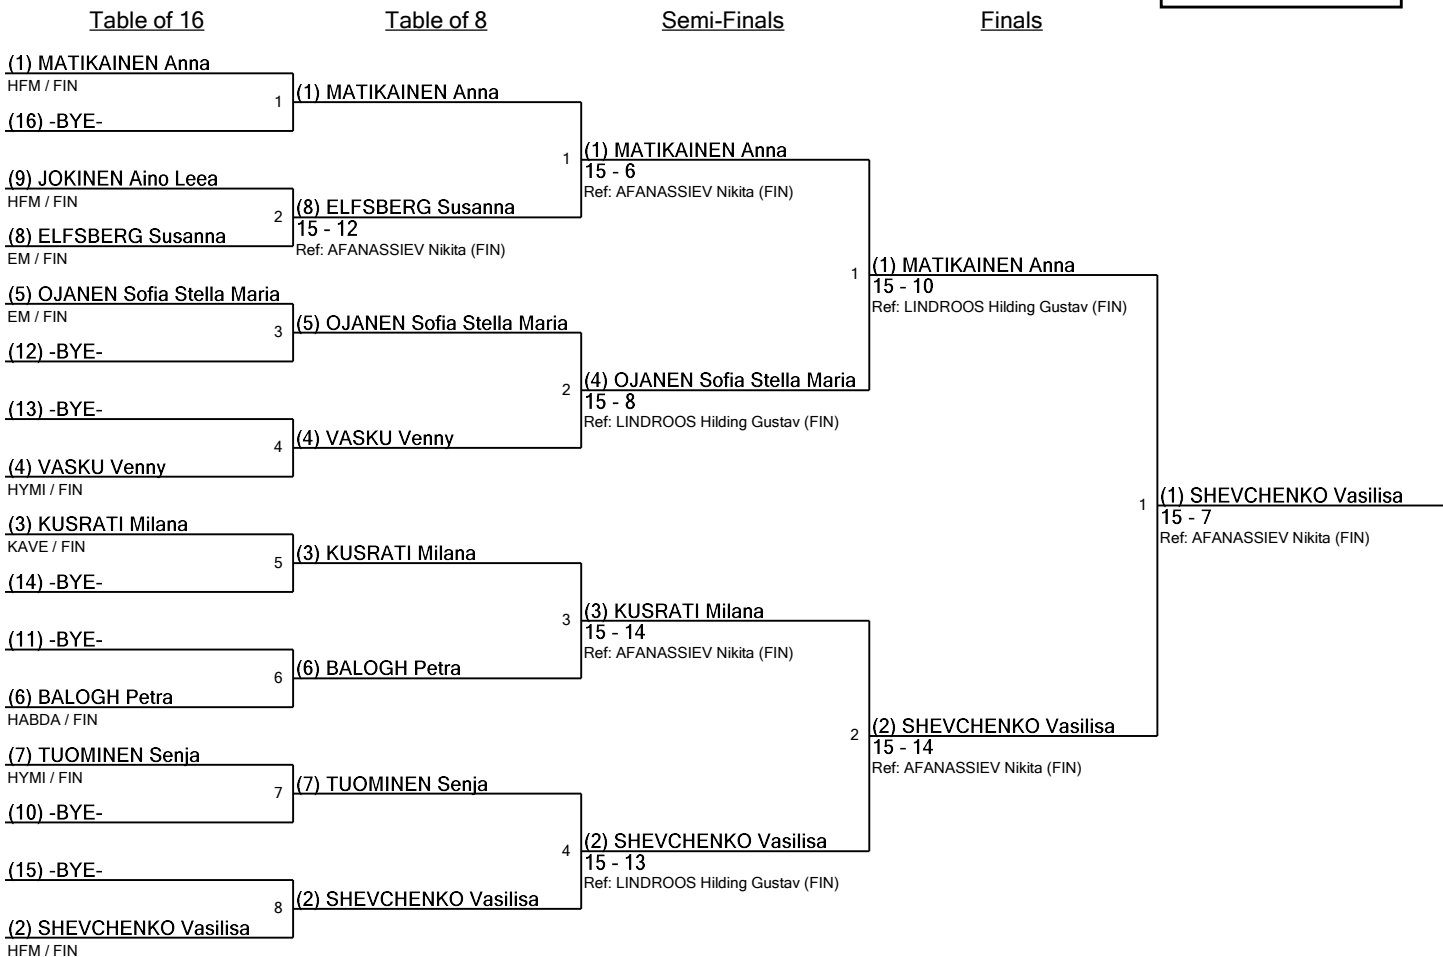 Table of 16
Table of 8
Semi-Finals
Finals
(1) MATIKAINEN Anna
HFM / FIN
(16) -BYE-
1
(9) JOKINEN Aino Leea
HFM / FIN
(8) ELFSBERG Susanna
EM / FIN
2
(5) OJANEN Sofia Stella Maria
EM / FIN
(12) -BYE-
3
(13) -BYE-
(4) VASKU Venny
HYMI / FIN
4
(3) KUSRATI Milana
KAVE / FIN
(14) -BYE-
5
(11) -BYE-
(6) BALOGH Petra
HABDA / FIN
6
(7) TUOMINEN Senja
HYMI / FIN
(10) -BYE-
7
(15) -BYE-
(2) SHEVCHENKO Vasilisa
HFM / FIN
8
(1) MATIKAINEN Anna
(8) ELFSBERG Susanna
15 - 12
Ref: AFANASSIEV Nikita (FIN)
1
(5) OJANEN Sofia Stella Maria
(4) VASKU Venny
2
(3) KUSRATI Milana
(6) BALOGH Petra
3
(7) TUOMINEN Senja
(2) SHEVCHENKO Vasilisa
4
(1) MATIKAINEN Anna
15 - 6
Ref: AFANASSIEV Nikita (FIN)
(4) OJANEN Sofia Stella Maria
15 - 8
Ref: LINDROOS Hilding Gustav (FIN)
1
(3) KUSRATI Milana
15 - 14
Ref: AFANASSIEV Nikita (FIN)
(2) SHEVCHENKO Vasilisa
15 - 13
Ref: LINDROOS Hilding Gustav (FIN)
2
(1) MATIKAINEN Anna
15 - 10
Ref: LINDROOS Hilding Gustav (FIN)
(2) SHEVCHENKO Vasilisa
15 - 14
Ref: AFANASSIEV Nikita (FIN)
1
(1) SHEVCHENKO Vasilisa
15 - 7
Ref: AFANASSIEV Nikita (FIN)